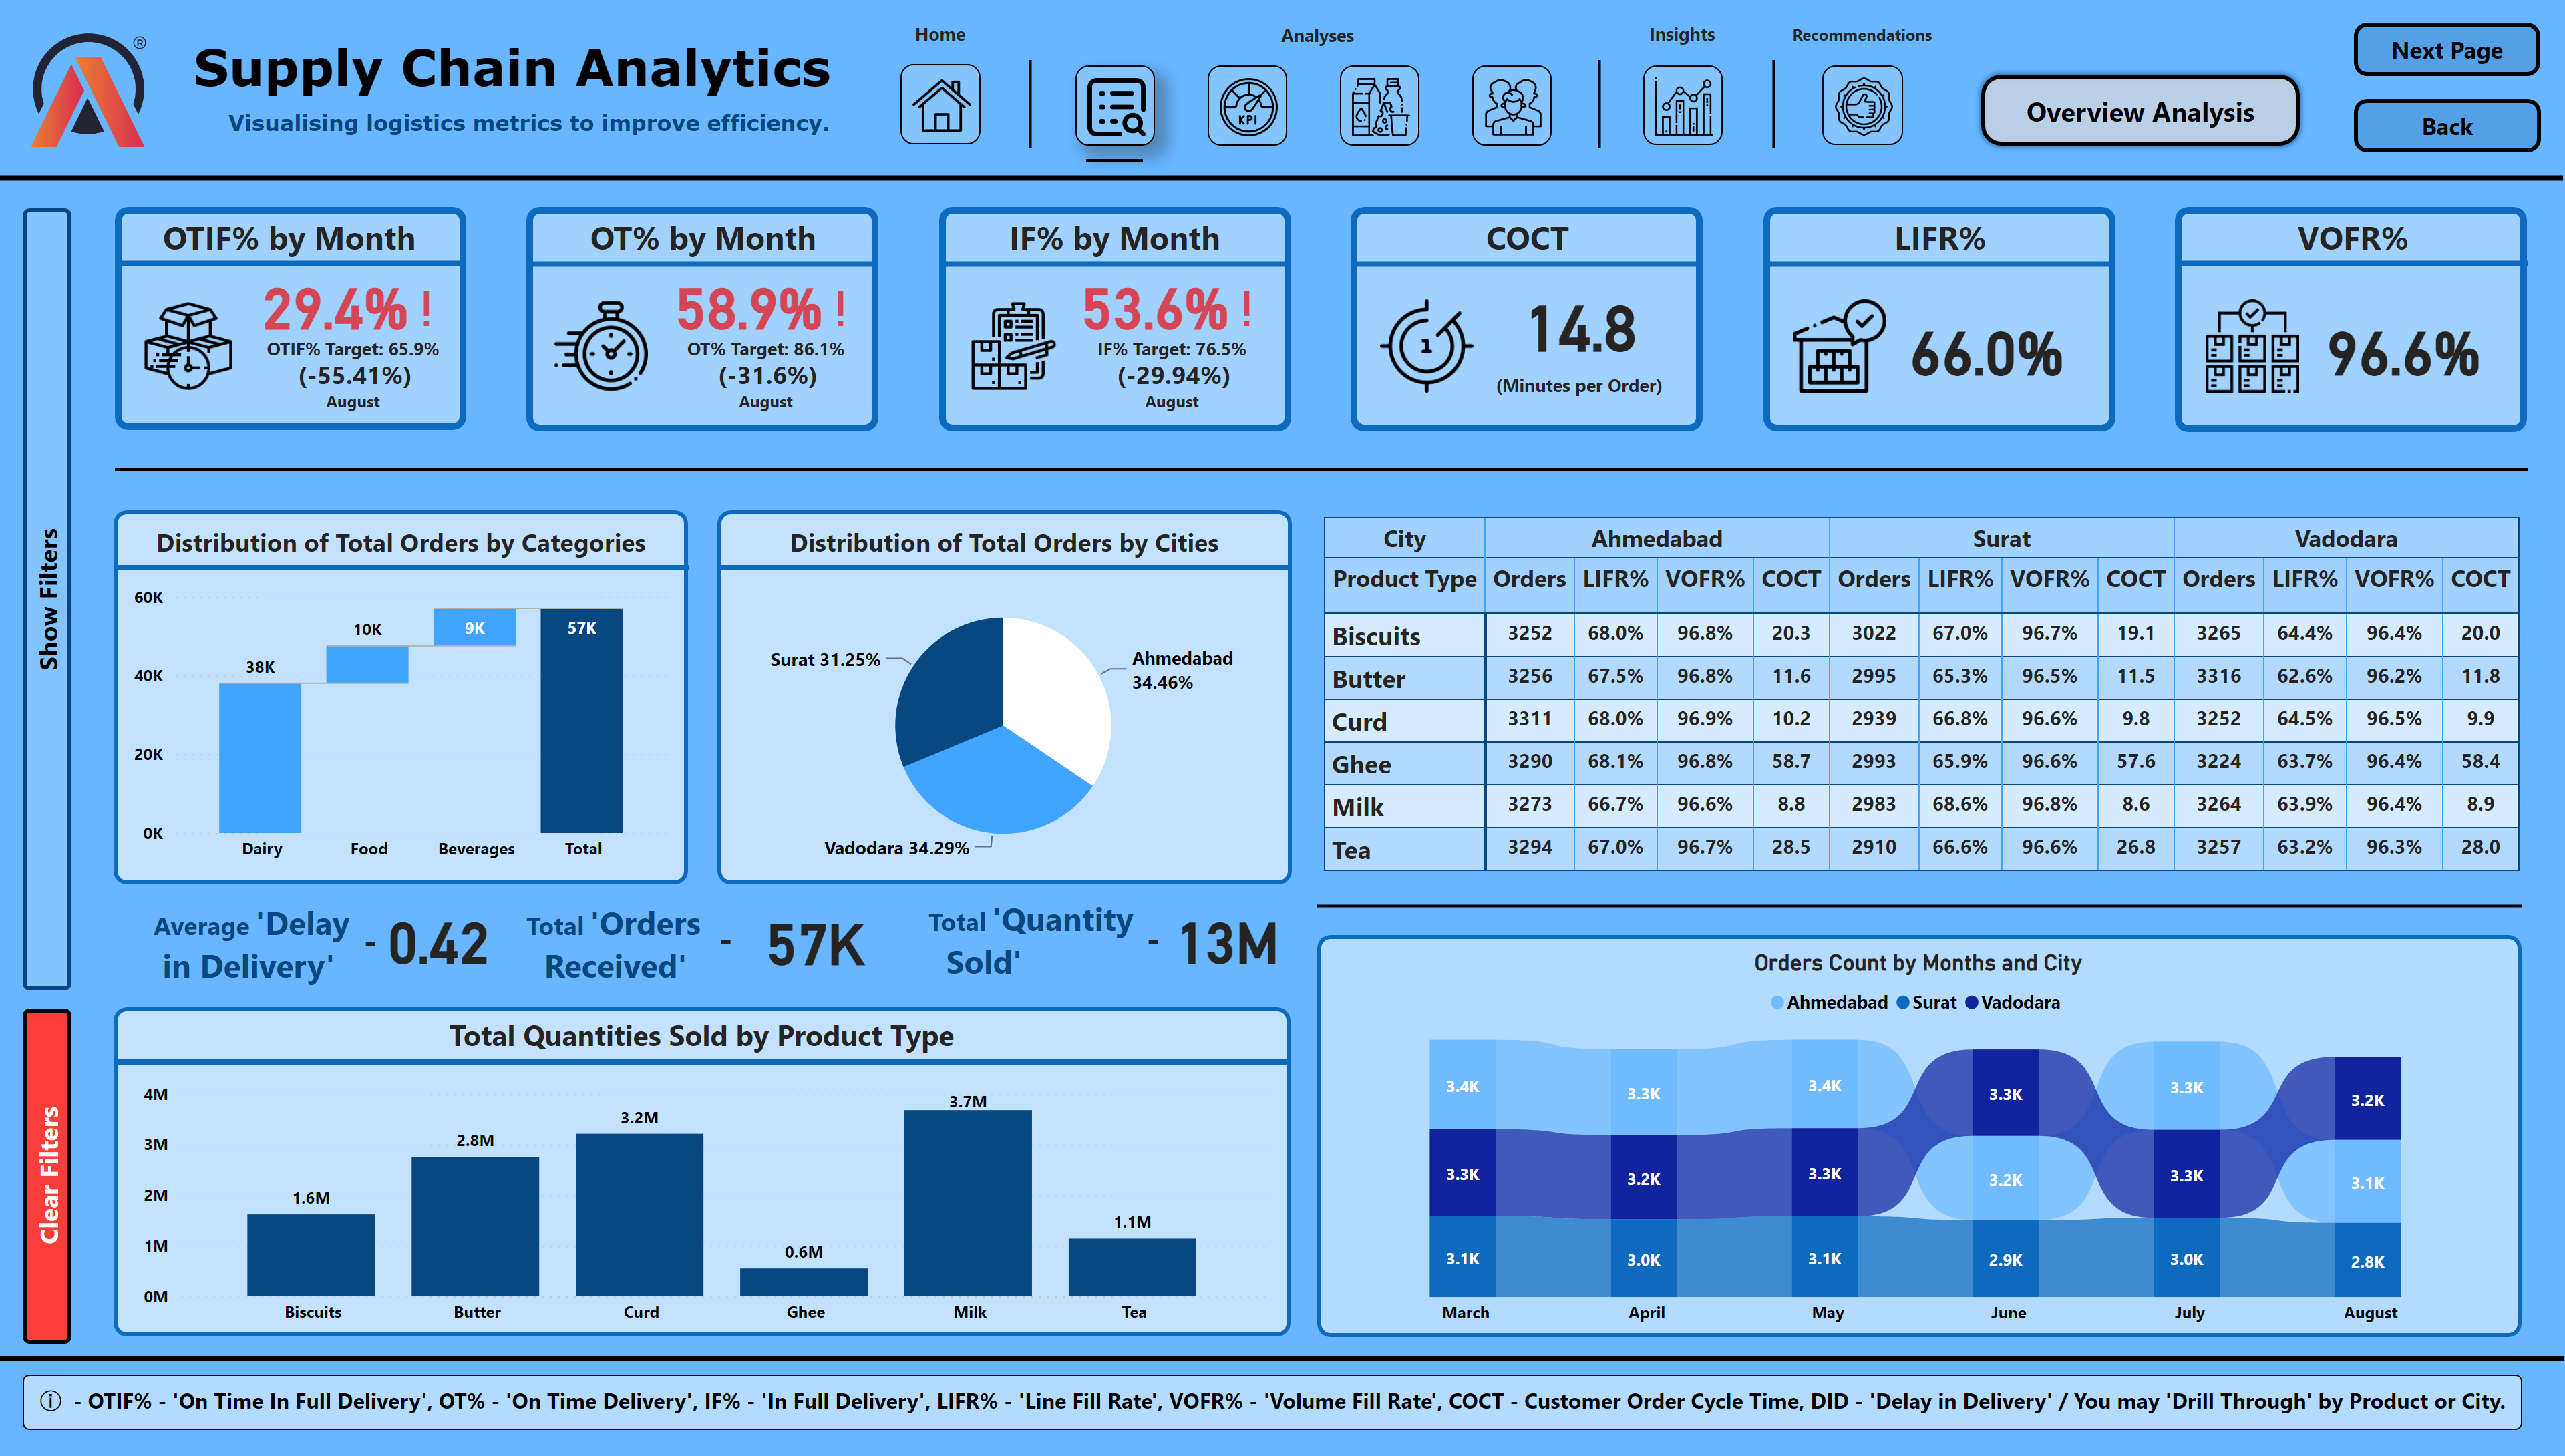 Supply Chain Analytics
Visualising logistics metrics to improve efficiency.
®
Home
Analyses
Insights
Recommendations
KPI
Overview Analysis
Next Page
Back
Show Filters
Clear Filters
OTIF% by Month
29.4% !
OTIF% Target: 65.9%
(-55.41%)
August
OT% by Month
58.9% !
OT% Target: 86.1%
(-31.6%)
August
IF% by Month
53.6% !
IF% Target: 76.5%
(-29.94%)
August
COCT
1
14.8
(Minutes per Order)
LIFR%
66.0%
VOFR%
96.6%
Distribution of Total Orders by Categories
60K
40K
20K
0K
38K
10K
9K
57K
Dairy Food Beverages Total
Distribution of Total Orders by Cities
Surat 31.25%
Ahmedabad
34.46%
Vadodara 34.29%
City Ahmedabad Surat Vadodara
Product Type Orders LIFR% VOFR% COCT Orders LIFR% VOFR% COCT Orders LIFR% VOFR% COCT
Biscuits 3252 68.0% 96.8% 20.3 3022 67.0% 96.7% 19.1 3265 64.4% 96.4% 20.0
Butter 3256 67.5% 96.8% 11.6 2995 65.3% 96.5% 11.5 3316 62.6% 96.2% 11.8
Curd 3311 68.0% 96.9% 10.2 2939 66.8% 96.6% 9.8 3252 64.5% 96.5% 9.9
Ghee 3290 68.1% 96.8% 58.7 2993 65.9% 96.6% 57.6 3224 63.7% 96.4% 58.4
Milk 3273 66.7% 96.6% 8.8 2983 68.6% 96.8% 8.6 3264 63.9% 96.4% 8.9
Tea 3294 67.0% 96.7% 28.5 2910 66.6% 96.6% 26.8 3257 63.2% 96.3% 28.0
Average 'Delay
in Delivery'
- 0.42
Total 'Orders
Received'
- 57K
Total 'Quantity
Sold'
- 13M
Total Quantities Sold by Product Type
4M
3M
2M
1M
0M
1.6M
2.8M
3.2M
0.6M
3.7M
1.1M
Biscuits Butter Curd Ghee Milk Tea
Orders Count by Months and City
Ahmedabad Surat Vadodara
3.4K 3.3K 3.4K 3.3K 3.3K 3.2K
3.3K 3.2K 3.3K 3.2K 3.3K 3.1K
3.1K 3.0K 3.1K 2.9K 3.0K 2.8K
March April May June July August
ⓘ - OTIF% - 'On Time In Full Delivery', OT% - 'On Time Delivery', IF% - 'In Full Delivery', LIFR% - 'Line Fill Rate', VOFR% - 'Volume Fill Rate', COCT - Customer Order Cycle Time, DID - 'Delay in Delivery' / You may 'Drill Through' by Product or City.